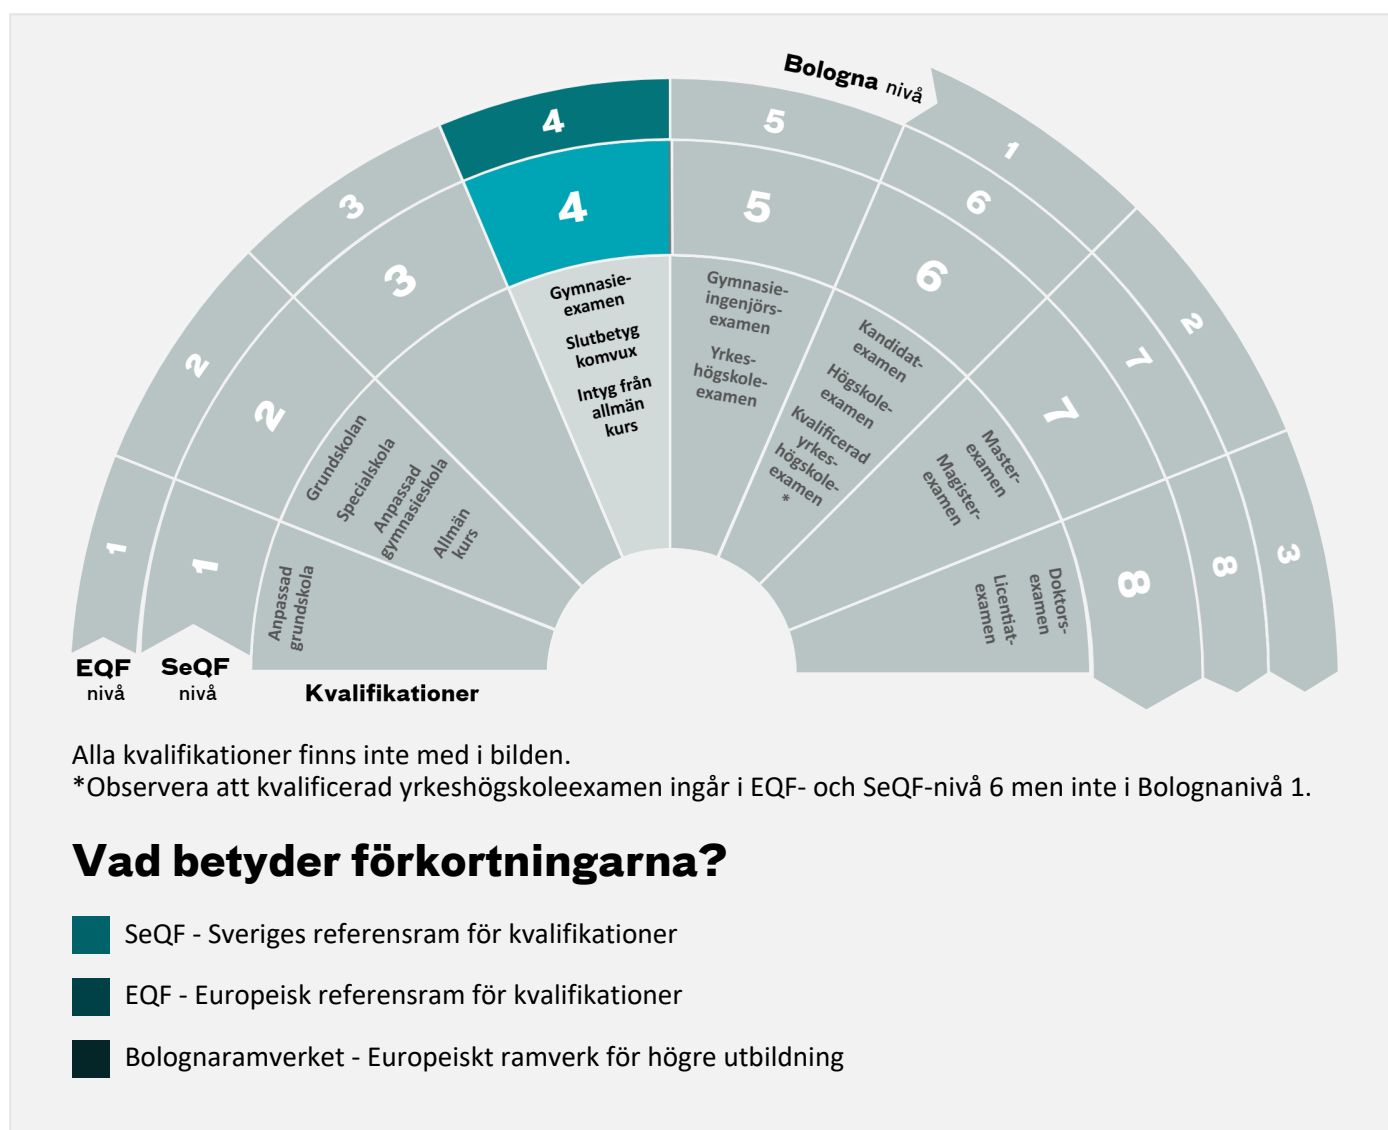 Bologna nivå
1
2
3
4
5
6
7
8
1
2
3
4
5
6
7
8
1
2
3
Anpassad
grundskola
Grundskolan
Specialskola
Anpassad
gymnasieskola
Allmän
kurs
Gymnasie-
examen
Slutbetyg
komvux
Intyg från
allmän
kurs
Gymnasie-
ingenjörs-
examen
Yrkes-
högskole-
examen
Kandidat-
examen
Högskole-
examen
Kvalificerad
yrkes-
högskole-
examen
*
Master-
examen
Magister-
examen
Doktors-
examen
Licentiat-
examen
EQF
nivå
SeQF
nivå
Kvalifikationer
Alla kvalifikationer finns inte med i bilden.
*Observera att kvalificerad yrkeshögskoleexamen ingår i EQF- och SeQF-nivå 6 men inte i Bolognanivå 1.
Vad betyder förkortningarna?
SeQF - Sveriges referensram för kvalifikationer
EQF - Europeisk referensram för kvalifikationer
Bolognaramverket - Europeiskt ramverk för högre utbildning